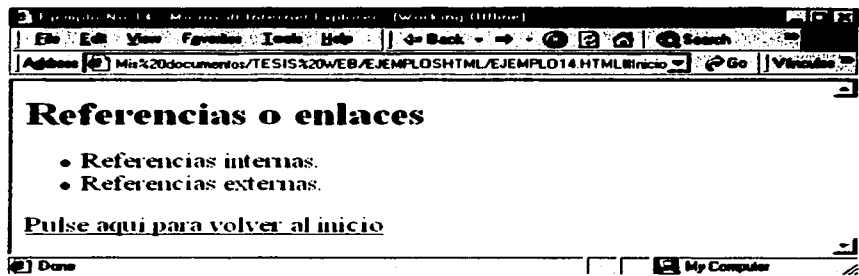 Ejemplo No. 14 - Microsoft Internet Explorer - [Working Offline]
File Edit View Favorites Tools Help Back Search
Address Mis%20documentos/TESIS%20WEB/EJEMPLOSHTML/EJEMPLO14.HTML#Inicio Go Vínculos
Referencias o enlaces
• Referencias internas.
• Referencias externas.
Pulse aqui para volver al inicio
Done My Computer